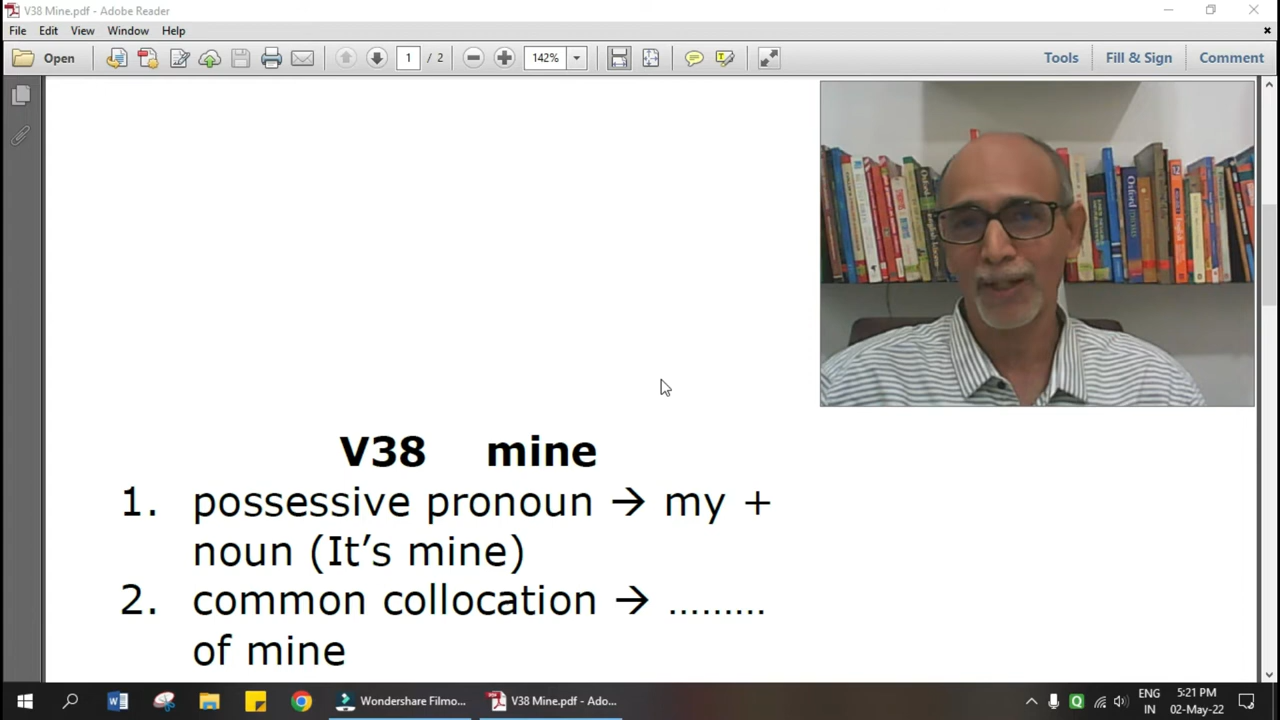 V38 Mine.pdf - Adobe Reader
File Edit View Window Help
Open 1 / 2 142% Tools Fill & Sign Comment
Oxford
English
V38 mine
1. possessive pronoun → my +
noun (It’s mine)
2. common collocation → .........
of mine
Wondershare Filmo... V38 Mine.pdf - Ado... ENG 5:21 PM
IN 02-May-22